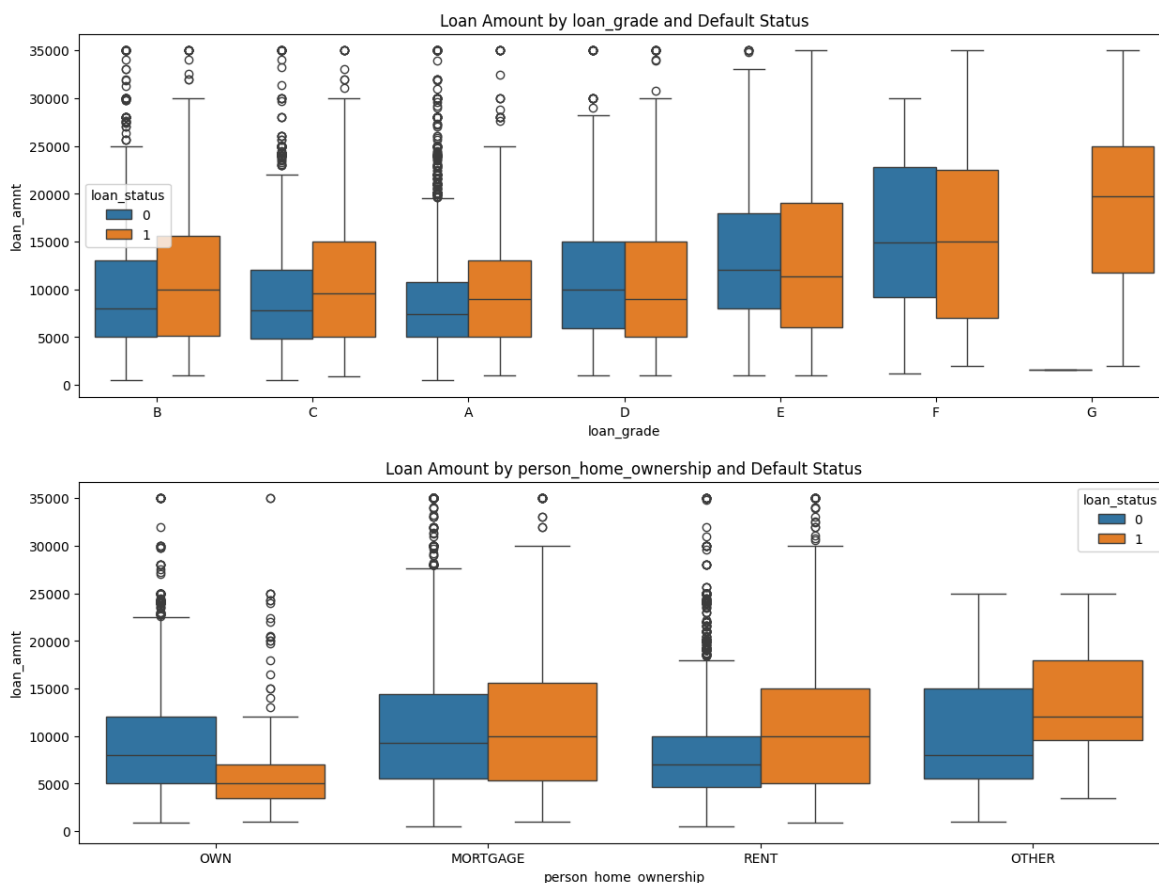 Loan Amount by loan_grade and Default Status
loan_amnt
35000
30000
25000
20000
15000
10000
5000
0
loan_status
0
1
B C A D E F G
loan_grade
Loan Amount by person_home_ownership and Default Status
loan_amnt
35000
30000
25000
20000
15000
10000
5000
0
loan_status
0
1
OWN MORTGAGE RENT OTHER
person_home_ownership